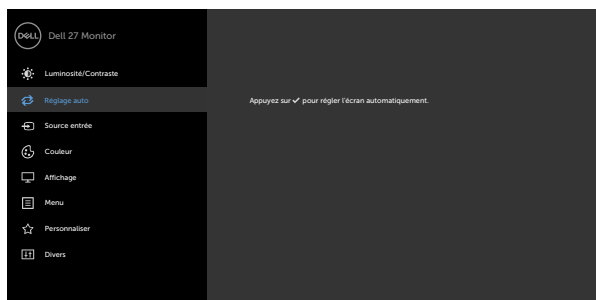 DELL
Dell 27 Monitor
Luminosité/Contraste
Réglage auto
Appuyez sur ✓ pour régler l'écran automatiquement.
Source entrée
Couleur
Affichage
Menu
Personnaliser
Divers